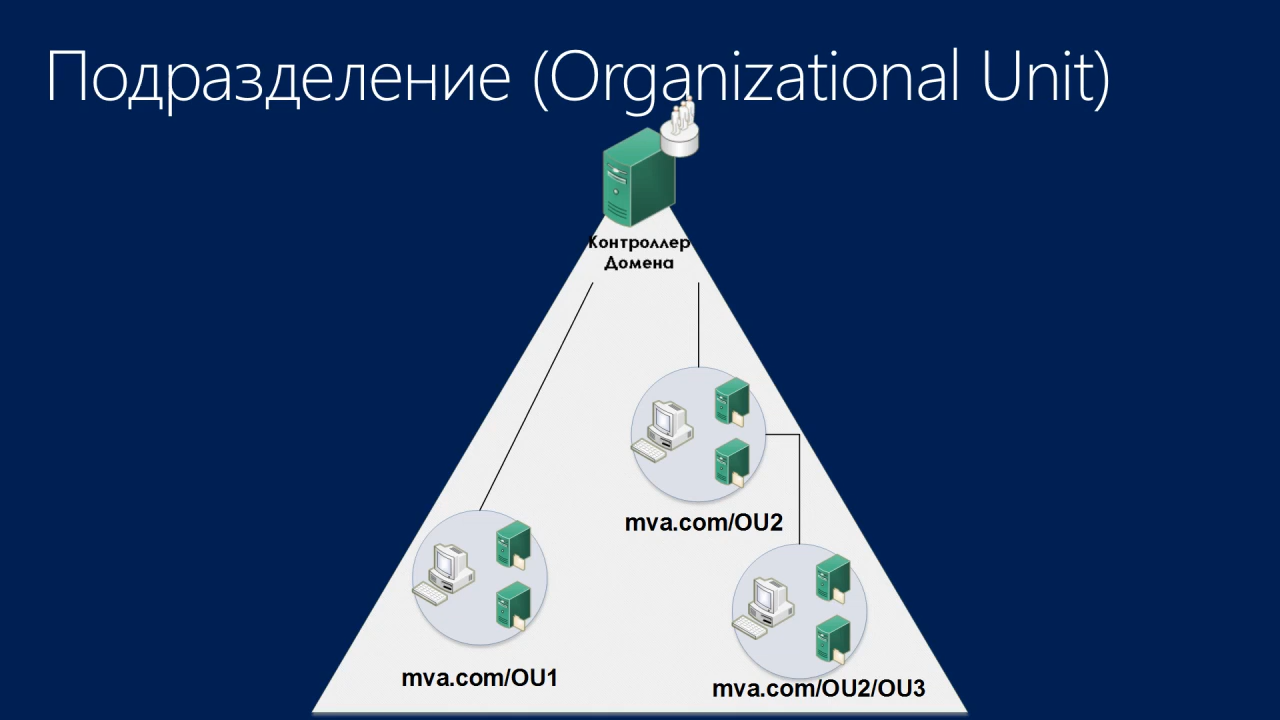 Подразделение (Organizational Unit)
Контроллер
Домена
mva.com/OU2
mva.com/OU1
mva.com/OU2/OU3